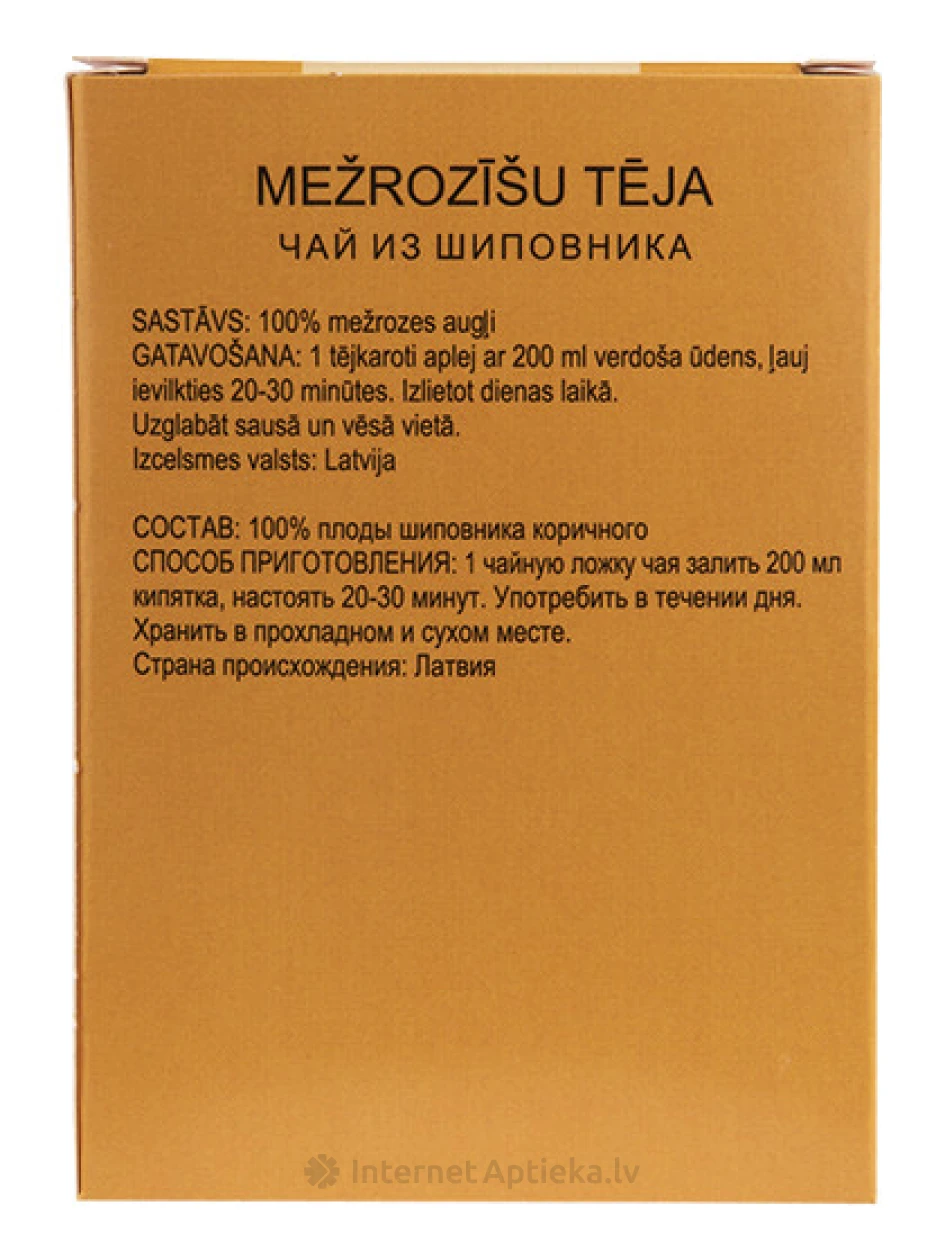 MEŽROZĪŠU TĒJA
ЧАЙ ИЗ ШИПОВНИКА
SASTĀVS: 100% mežrozes augļi
GATAVOŠANA: 1 tējkaroti aplej ar 200 ml verdoša ūdens, ļauj
ievilkties 20-30 minūtes. Izlietot dienas laikā.
Uzglabāt sausā un vēsā vietā.
Izcelsmes valsts: Latvija
СОСТАВ: 100% плоды шиповника коричного
СПОСОБ ПРИГОТОВЛЕНИЯ: 1 чайную ложку чая залить 200 мл
кипятка, настоять 20-30 минут. Употребить в течении дня.
Хранить в прохладном и сухом месте.
Страна происхождения: Латвия
InternetAptieka.lv